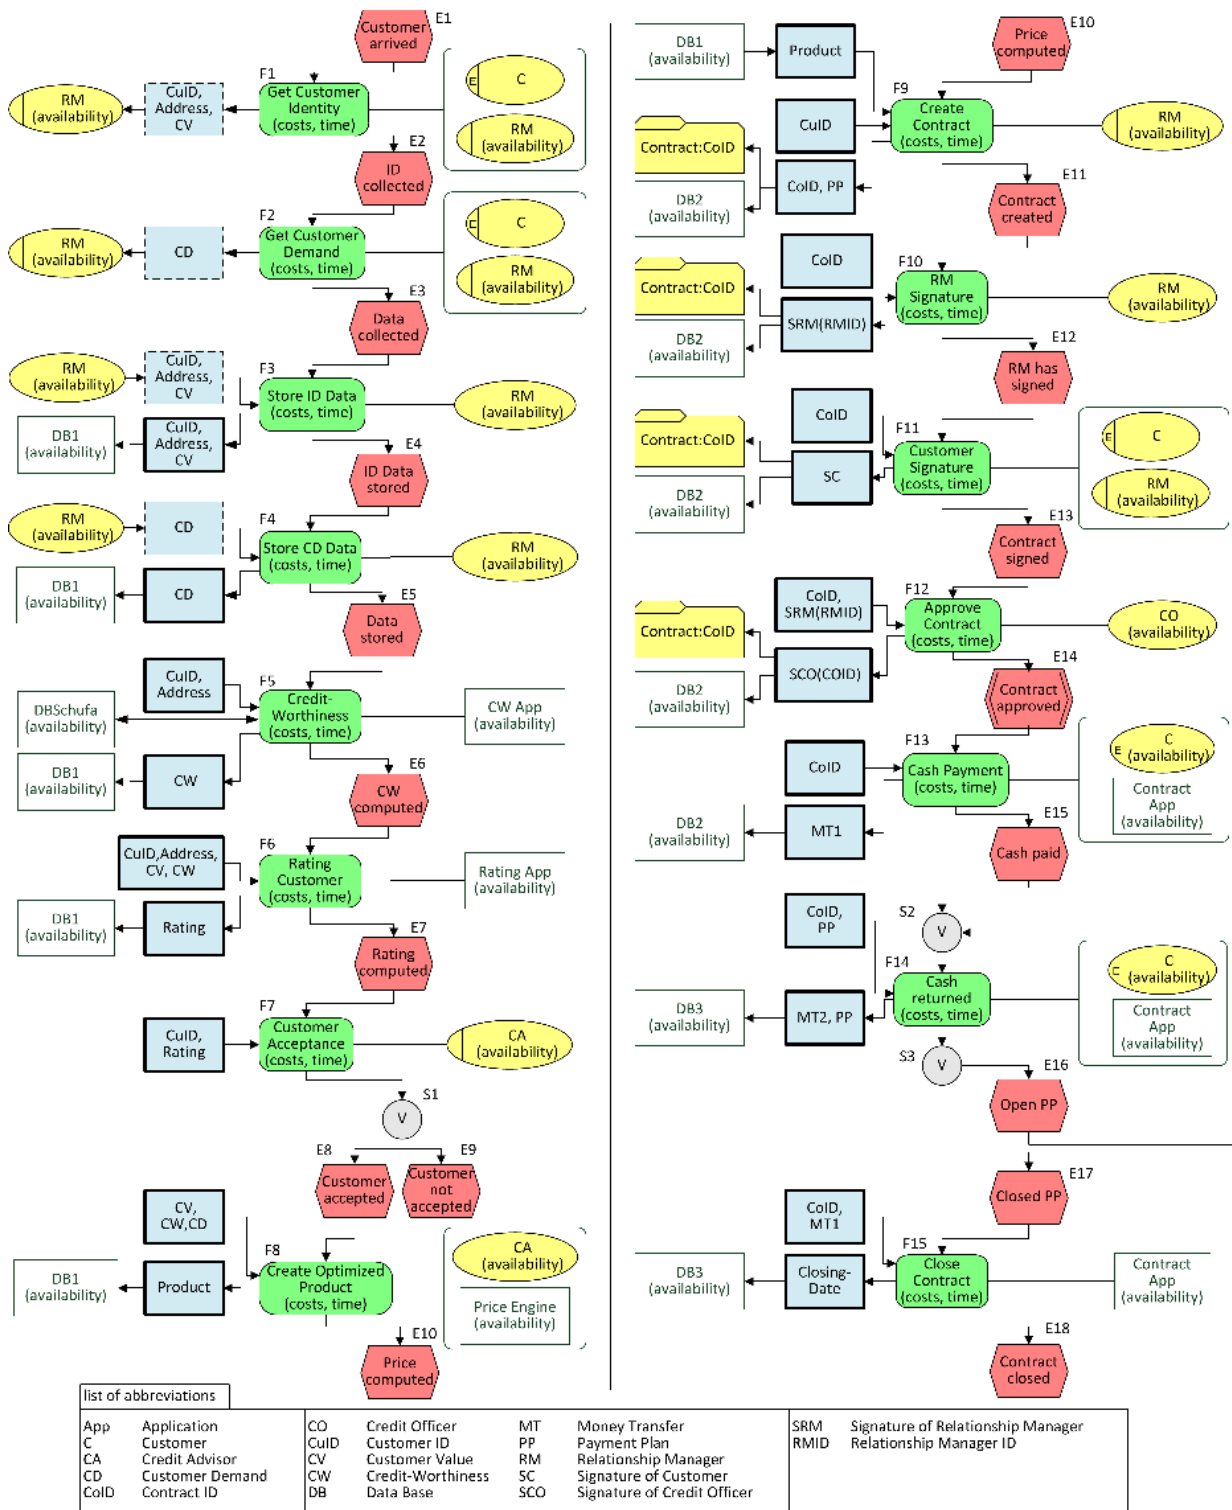 E1
Customer
arrived
F1
Get Customer
Identity
(costs, time)
CuID,
Address,
CV
RM
(availability)
E
C
RM
(availability)
E2
ID
collected
F2
Get Customer
Demand
(costs, time)
CD
RM
(availability)
E
C
RM
(availability)
E3
Data
collected
F3
Store ID Data
(costs, time)
RM
(availability)
CuID,
Address,
CV
RM
(availability)
DB1
(availability)
CuID,
Address,
CV
E4
ID Data
stored
F4
Store CD Data
(costs, time)
RM
(availability)
CD
RM
(availability)
DB1
(availability)
CD
E5
Data
stored
CuID,
Address
F5
Credit-
Worthiness
(costs, time)
DBSchufa
(availability)
CW App
(availability)
DB1
(availability)
CW
E6
CW
computed
CuID,Address,
CV, CW
F6
Rating
Customer
(costs, time)
Rating App
(availability)
DB1
(availability)
Rating
E7
Rating
computed
CuID,
Rating
F7
Customer
Acceptance
(costs, time)
CA
(availability)
S1
V
E8
Customer
accepted
E9
Customer
not
accepted
CV,
CW,CD
F8
Create Optimized
Product
(costs, time)
CA
(availability)
Price Engine
(availability)
DB1
(availability)
Product
E10
Price
computed
DB1
(availability)
Product
E10
Price
computed
F9
Create
Contract
(costs, time)
RM
(availability)
CuID
Contract:CoID
CoID, PP
DB2
(availability)
E11
Contract
created
CoID
F10
RM
Signature
(costs, time)
RM
(availability)
Contract:CoID
SRM(RMID)
DB2
(availability)
E12
RM has
signed
CoID
F11
Customer
Signature
(costs, time)
E
C
RM
(availability)
Contract:CoID
SC
DB2
(availability)
E13
Contract
signed
CoID,
SRM(RMID)
F12
Approve
Contract
(costs, time)
CO
(availability)
Contract:CoID
SCO(COID)
DB2
(availability)
E14
Contract
approved
CoID
F13
Cash Payment
(costs, time)
E
C
(availability)
Contract
App
(availability)
DB2
(availability)
MT1
E15
Cash paid
CoID,
PP
S2
V
F14
Cash
returned
(costs, time)
C
C
(availability)
Contract
App
(availability)
DB3
(availability)
MT2, PP
S3
V
E16
Open PP
E17
Closed PP
CoID,
MT1
F15
Close
Contract
(costs, time)
Contract
App
(availability)
DB3
(availability)
Closing-
Date
E18
Contract
closed
list of abbreviations
App Application
C Customer
CA Credit Advisor
CD Customer Demand
CoID Contract ID
CO Credit Officer
CuID Customer ID
CV Customer Value
CW Credit-Worthiness
DB Data Base
MT Money Transfer
PP Payment Plan
RM Relationship Manager
SC Signature of Customer
SCO Signature of Credit Officer
SRM Signature of Relationship Manager
RMID Relationship Manager ID